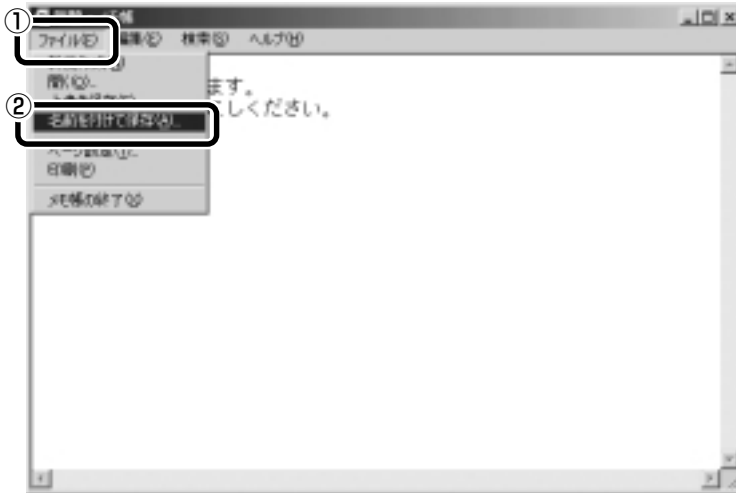 ①
ファイル(F) 編集(E) 検索(S) ヘルプ(H)
開く(O)...
ます。
②
しください。
名前を付けて保存(A)...
ページ設定(T)...
印刷(P)
メモ帳の終了(X)